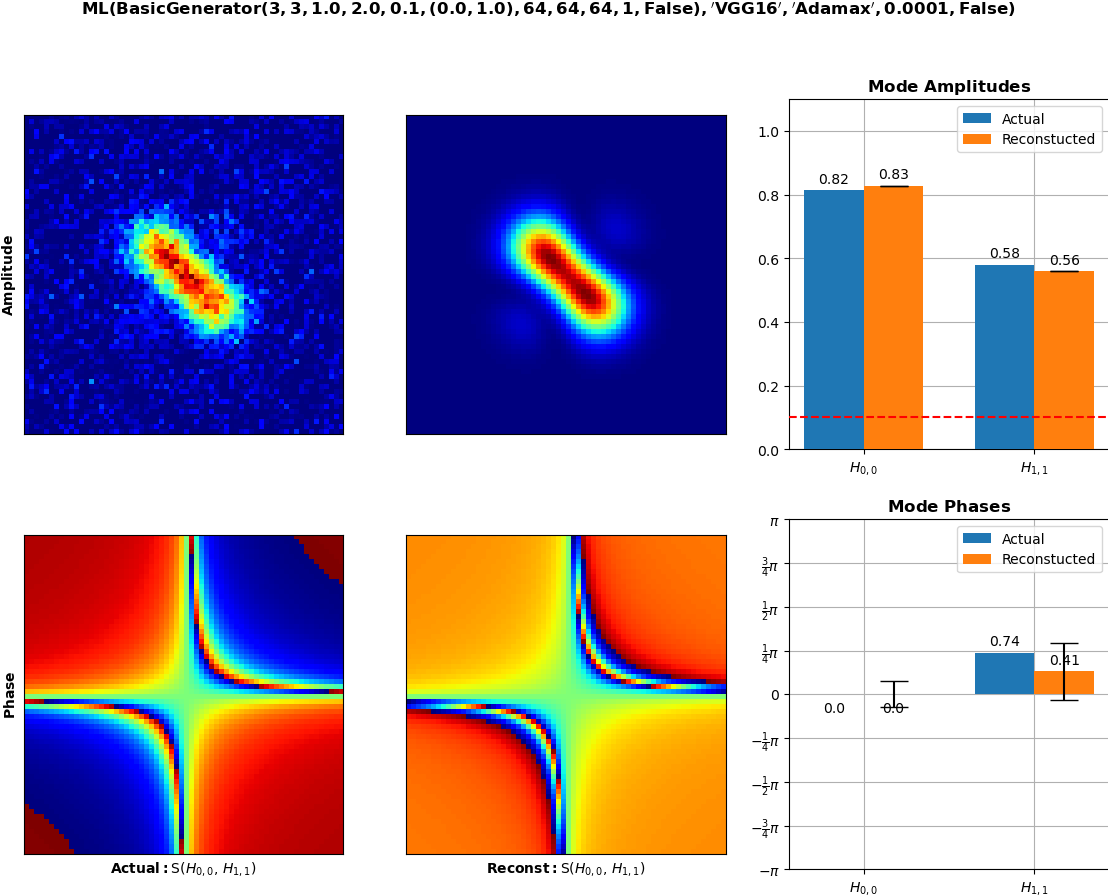 ML(BasicGenerator(3, 3, 1.0, 2.0, 0.1, (0.0, 1.0), 64, 64, 64, 1, False), ′VGG16′, ′Adamax′, 0.0001, False)
Amplitude
Mode Amplitudes
Actual
Reconstucted
1.0
0.8
0.6
0.4
0.2
0.0
0.82
0.83
0.58
0.56
H0,0
H1,1
Phase
Actual: S(H0,0, H1,1)
Reconst: S(H0,0, H1,1)
Mode Phases
Actual
Reconstucted
π
3/4π
1/2π
1/4π
0
−1/4π
−1/2π
−3/4π
−π
0.0
0.0
0.74
0.41
H0,0
H1,1